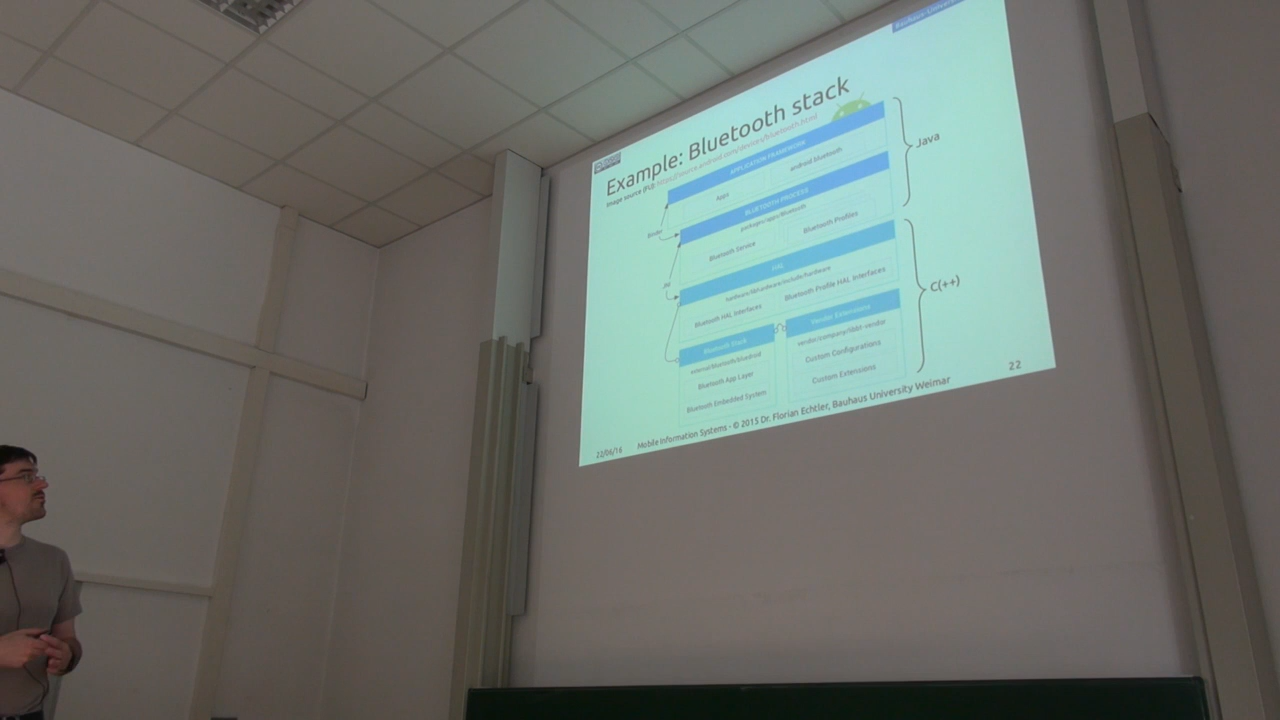 Bauhaus-Univers
Example: Bluetooth stack
Image source (FU): https://source.android.com/devices/bluetooth.html
APPLICATION FRAMEWORK
Apps
android.bluetooth
Java
Binder
BLUETOOTH PROCESS
packages/apps/Bluetooth
Bluetooth Service
Bluetooth Profiles
JNI
HAL
hardware/libhardware/include/hardware
Bluetooth HAL Interfaces
Bluetooth Profile HAL Interfaces
C(++)
Bluetooth Stack
external/bluetooth/bluedroid
Bluetooth App Layer
Bluetooth Embedded System
Vendor Extensions
vendor/company/libbt-vendor
Custom Configurations
Custom Extensions
22/06/16
Mobile Information Systems - © 2015 Dr. Florian Echtler, Bauhaus University Weimar
22